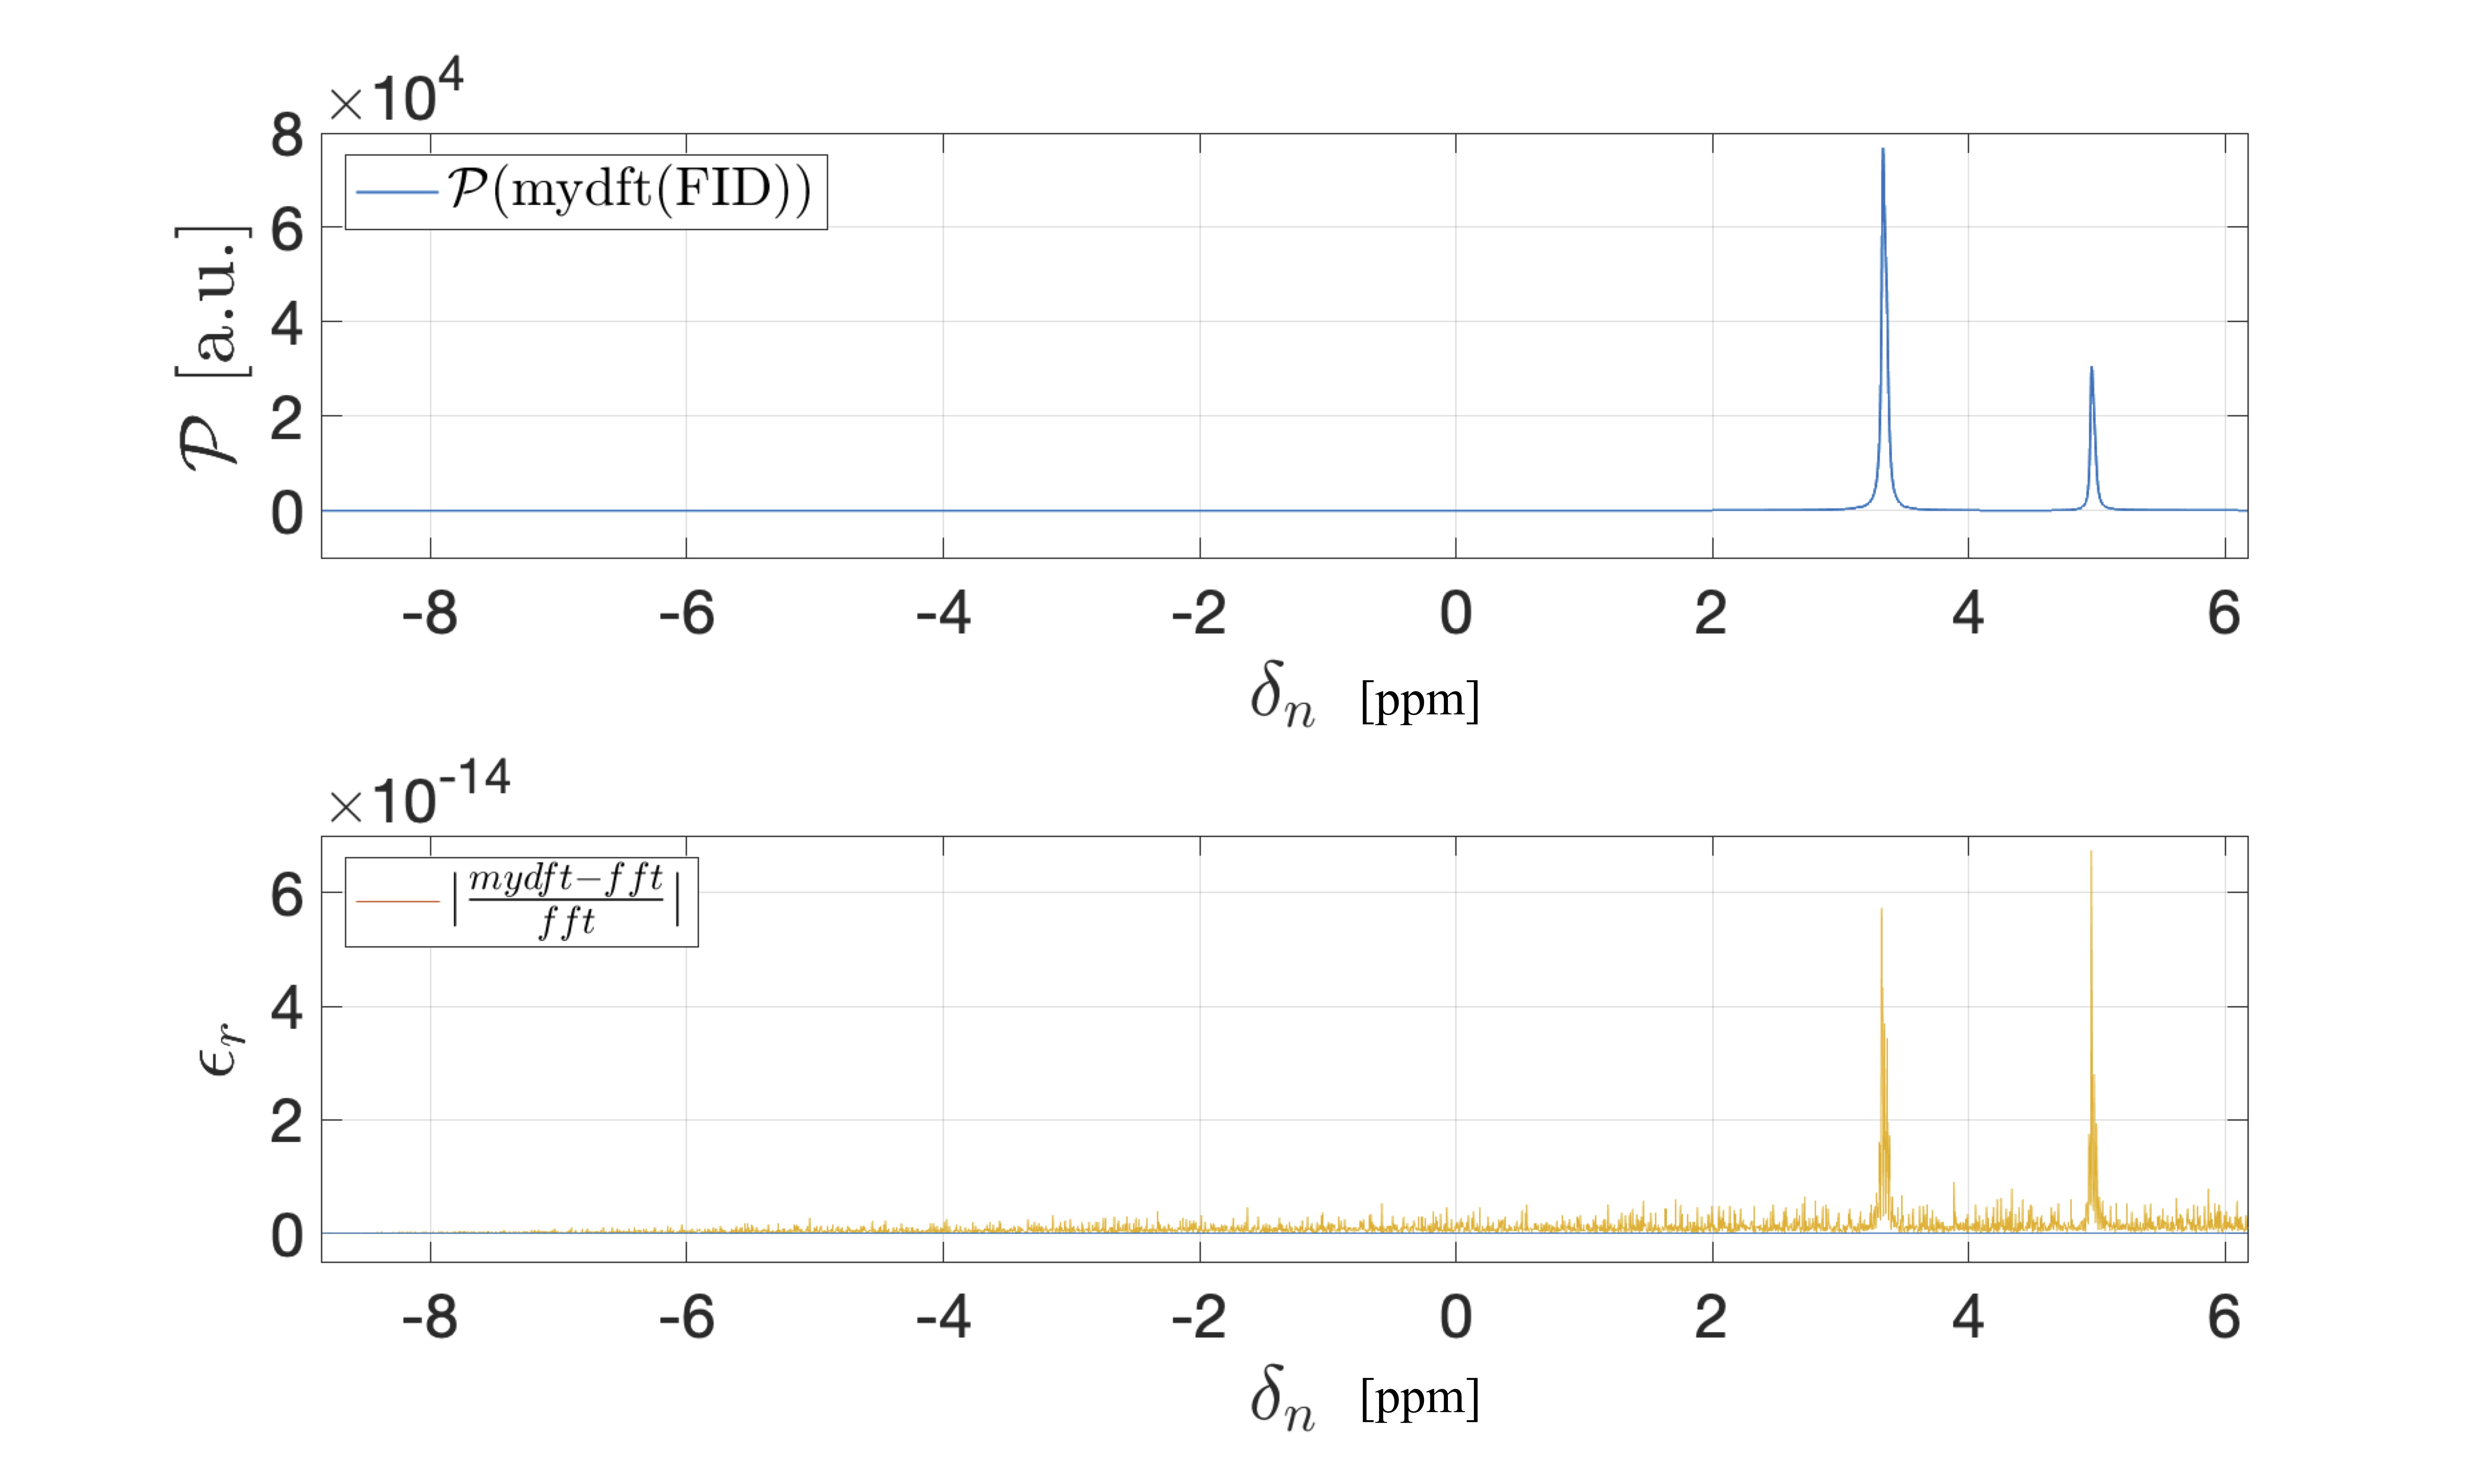 ×10^4
8
6
4
2
0
𝒫 [a.u.]
𝒫(mydft(FID))
-8 -6 -4 -2 0 2 4 6
δ_n [ppm]
×10^-14
6
4
2
0
ϵ_r
|mydft−fft
fft|
-8 -6 -4 -2 0 2 4 6
δ_n [ppm]